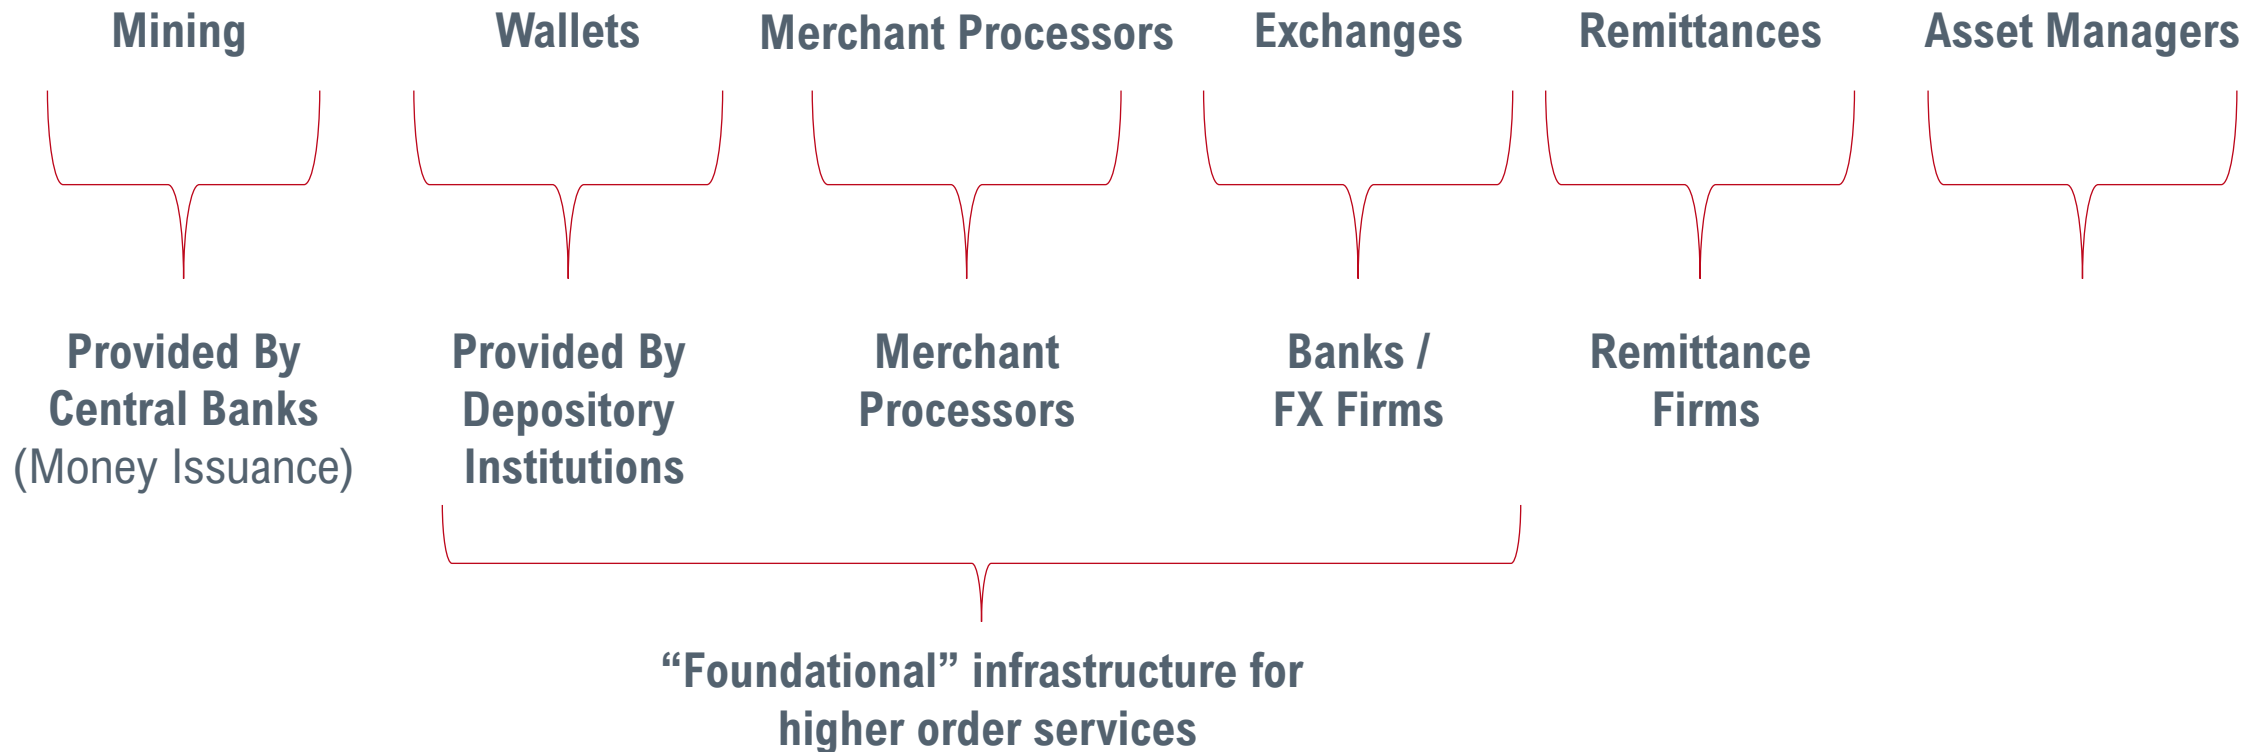 Mining
Wallets
Merchant Processors
Exchanges
Remittances
Asset Managers
Provided By
Central Banks
(Money Issuance)
Provided By
Depository
Institutions
Merchant
Processors
Banks /
FX Firms
Remittance
Firms
“Foundational” infrastructure for
higher order services